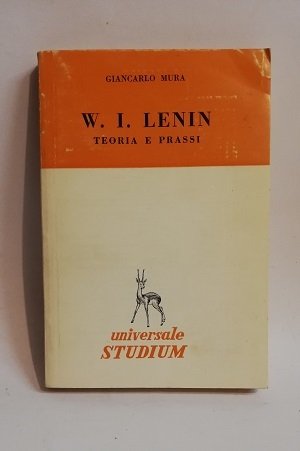 GIANCARLO MURA
W. I. LENIN
TEORIA E PRASSI
universale
STUDIUM